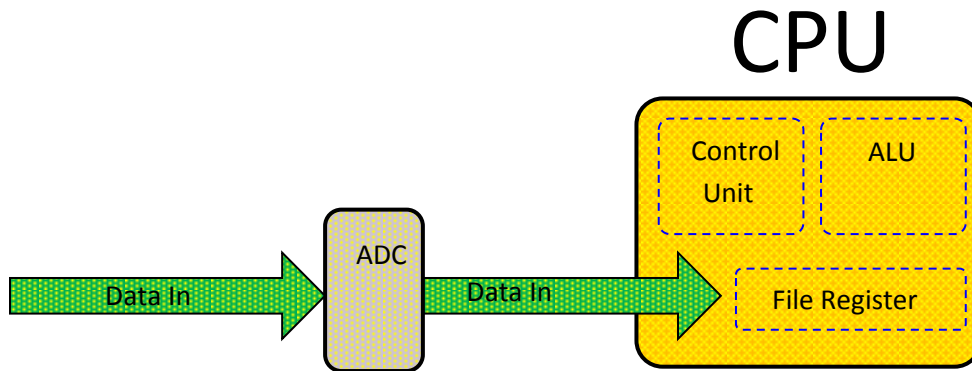 CPU
Control
Unit
ALU
ADC
Data In
Data In
File Register